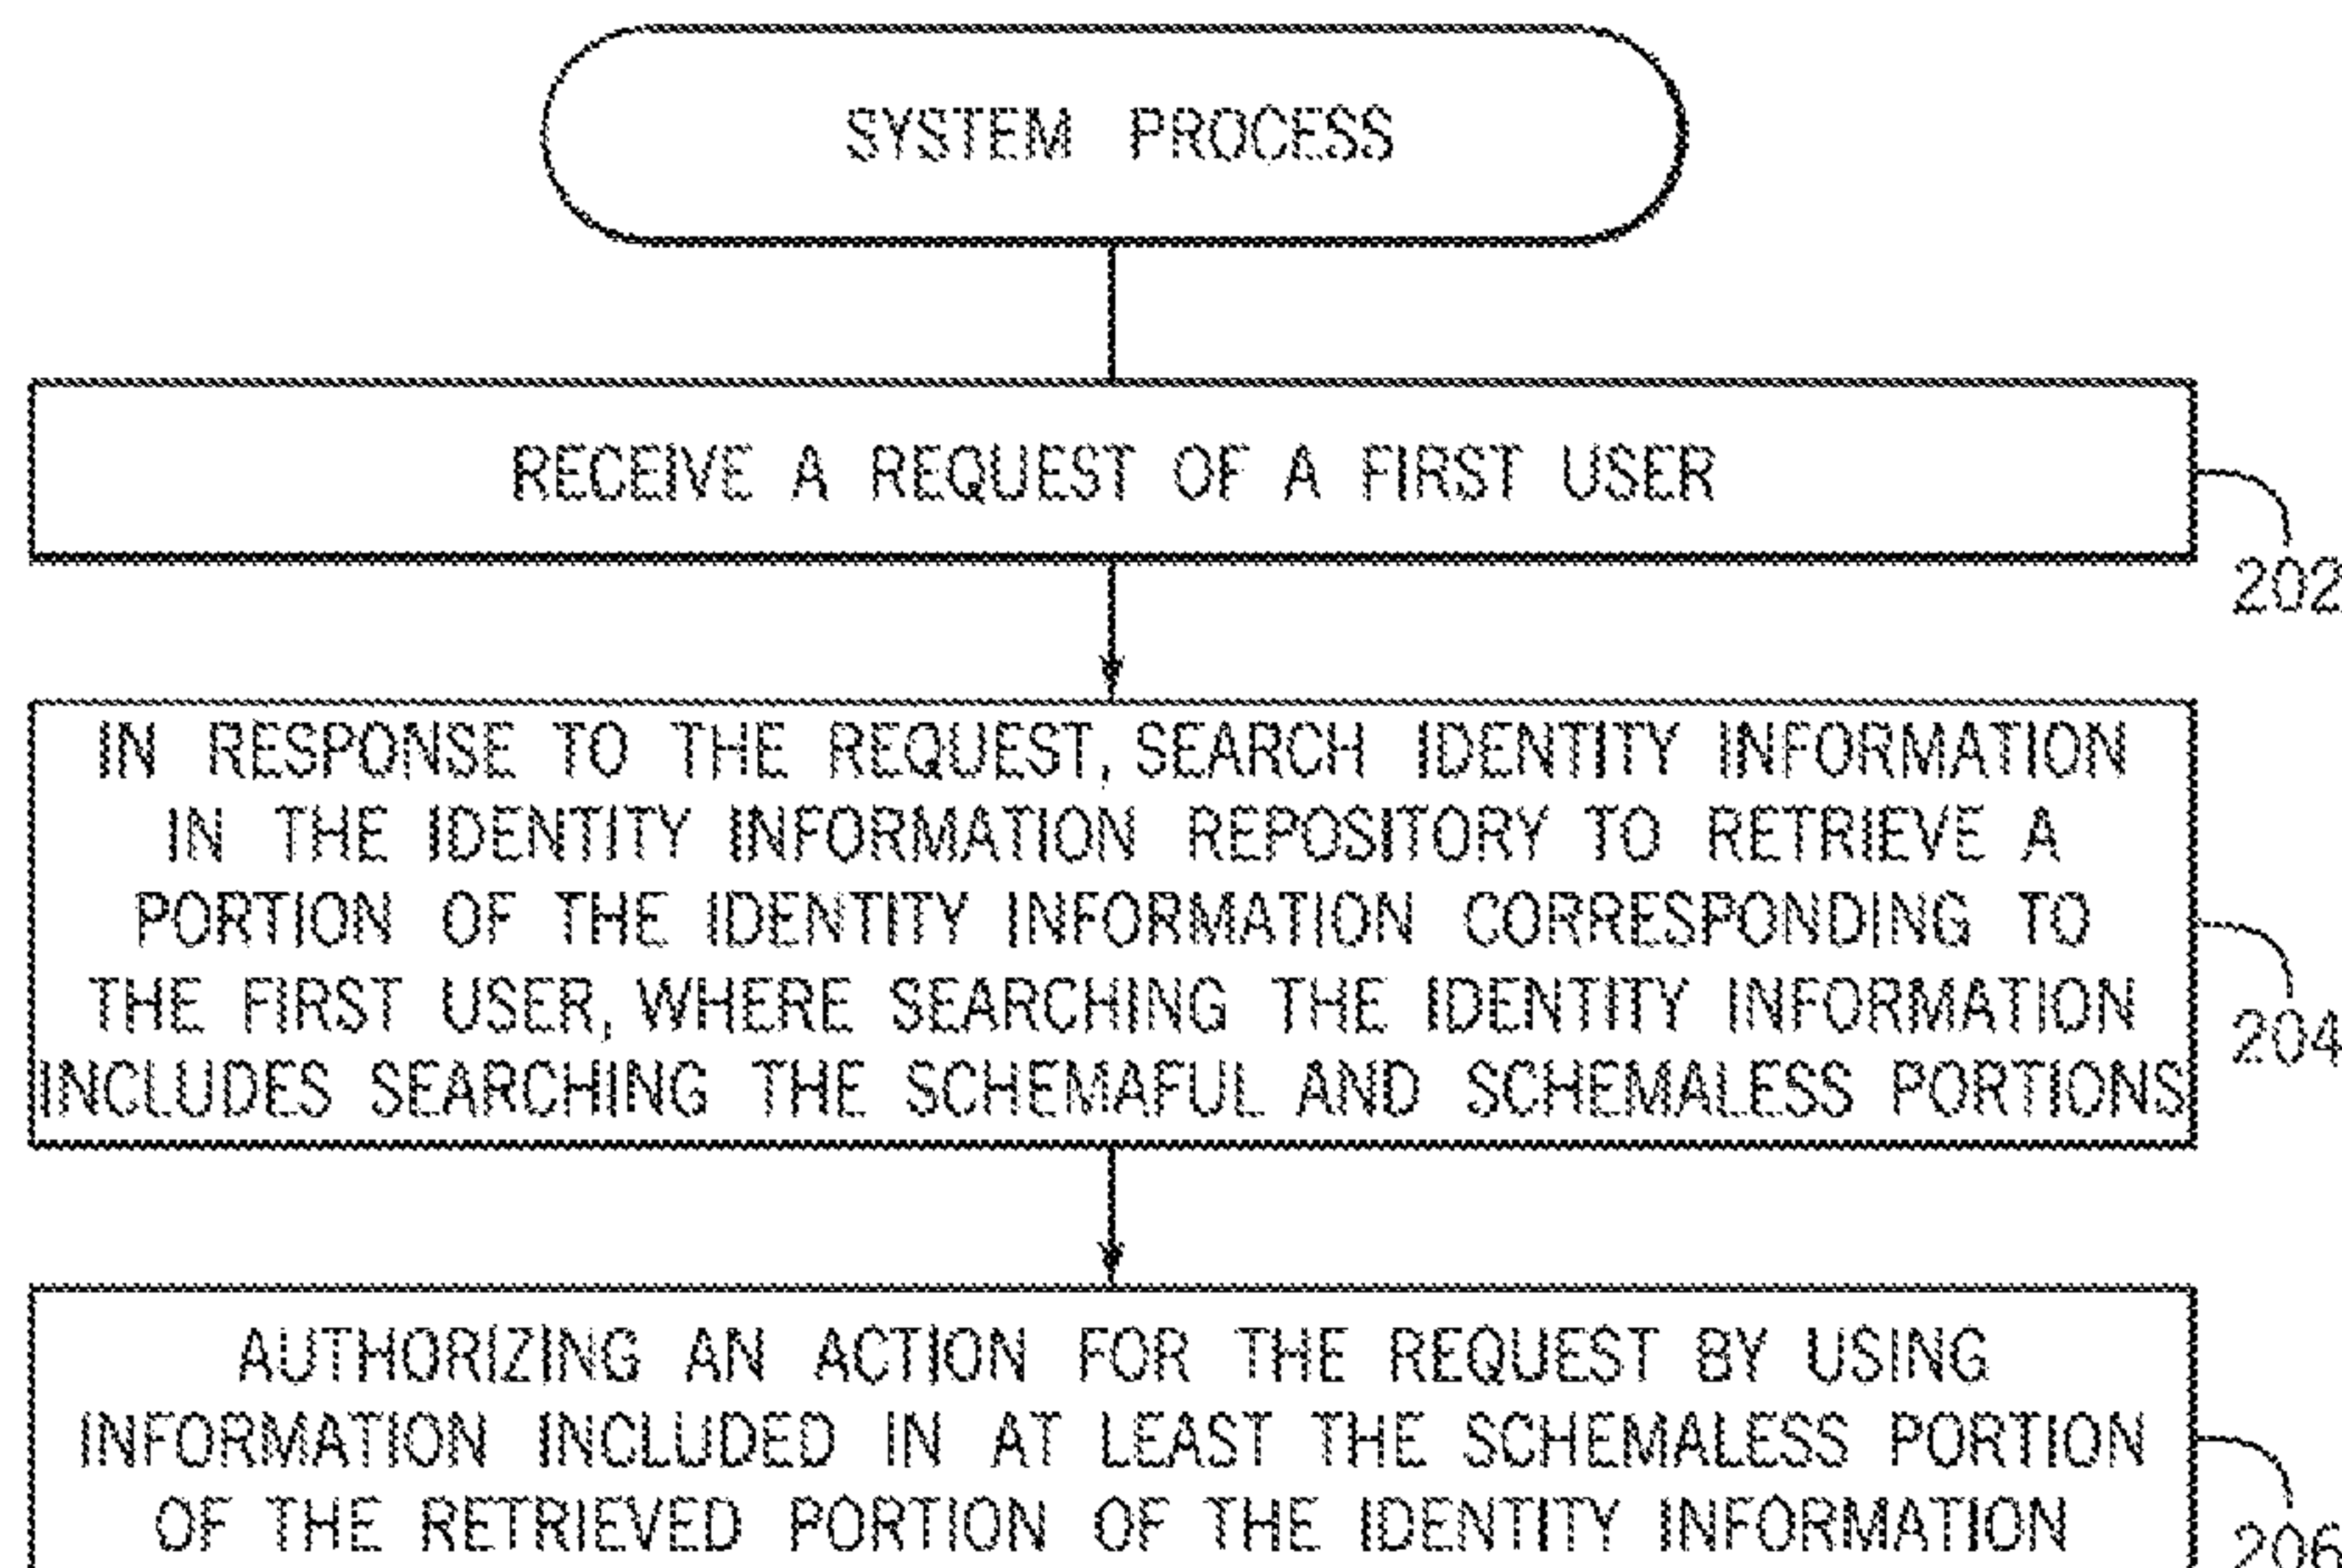 SYSTEM PROCESS
RECEIVE A REQUEST OF A FIRST USER
202
IN RESPONSE TO THE REQUEST, SEARCH IDENTITY INFORMATION
IN THE IDENTITY INFORMATION REPOSITORY TO RETRIEVE A
PORTION OF THE IDENTITY INFORMATION CORRESPONDING TO
THE FIRST USER, WHERE SEARCHING THE IDENTITY INFORMATION
INCLUDES SEARCHING THE SCHEMAFUL AND SCHEMALESS PORTIONS
204
AUTHORIZING AN ACTION FOR THE REQUEST BY USING
INFORMATION INCLUDED IN AT LEAST THE SCHEMALESS PORTION
OF THE RETRIEVED PORTION OF THE IDENTITY INFORMATION
206